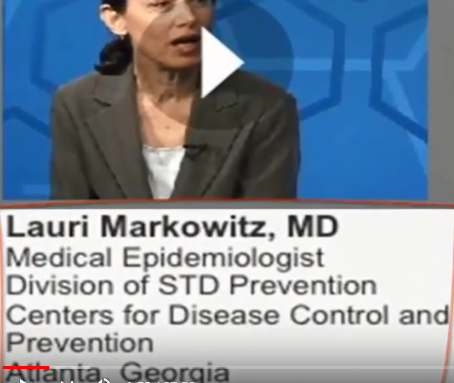 Lauri Markowitz, MD
Medical Epidemiologist
Division of STD Prevention
Centers for Disease Control and
Prevention
Atlanta, Georgia